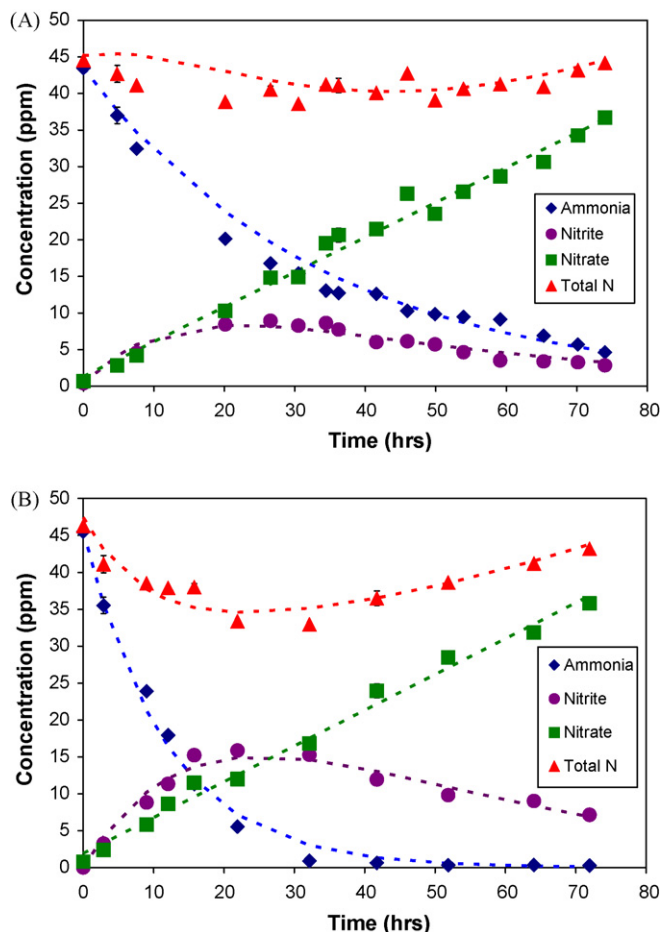 (A)
50
45
40
35
30
25
20
15
10
5
0
Concentration (ppm)
Ammonia
Nitrite
Nitrate
Total N
0 10 20 30 40 50 60 70 80
Time (hrs)
(B)
50
45
40
35
30
25
20
15
10
5
0
Concentration (ppm)
Ammonia
Nitrite
Nitrate
Total N
0 10 20 30 40 50 60 70 80
Time (hrs)